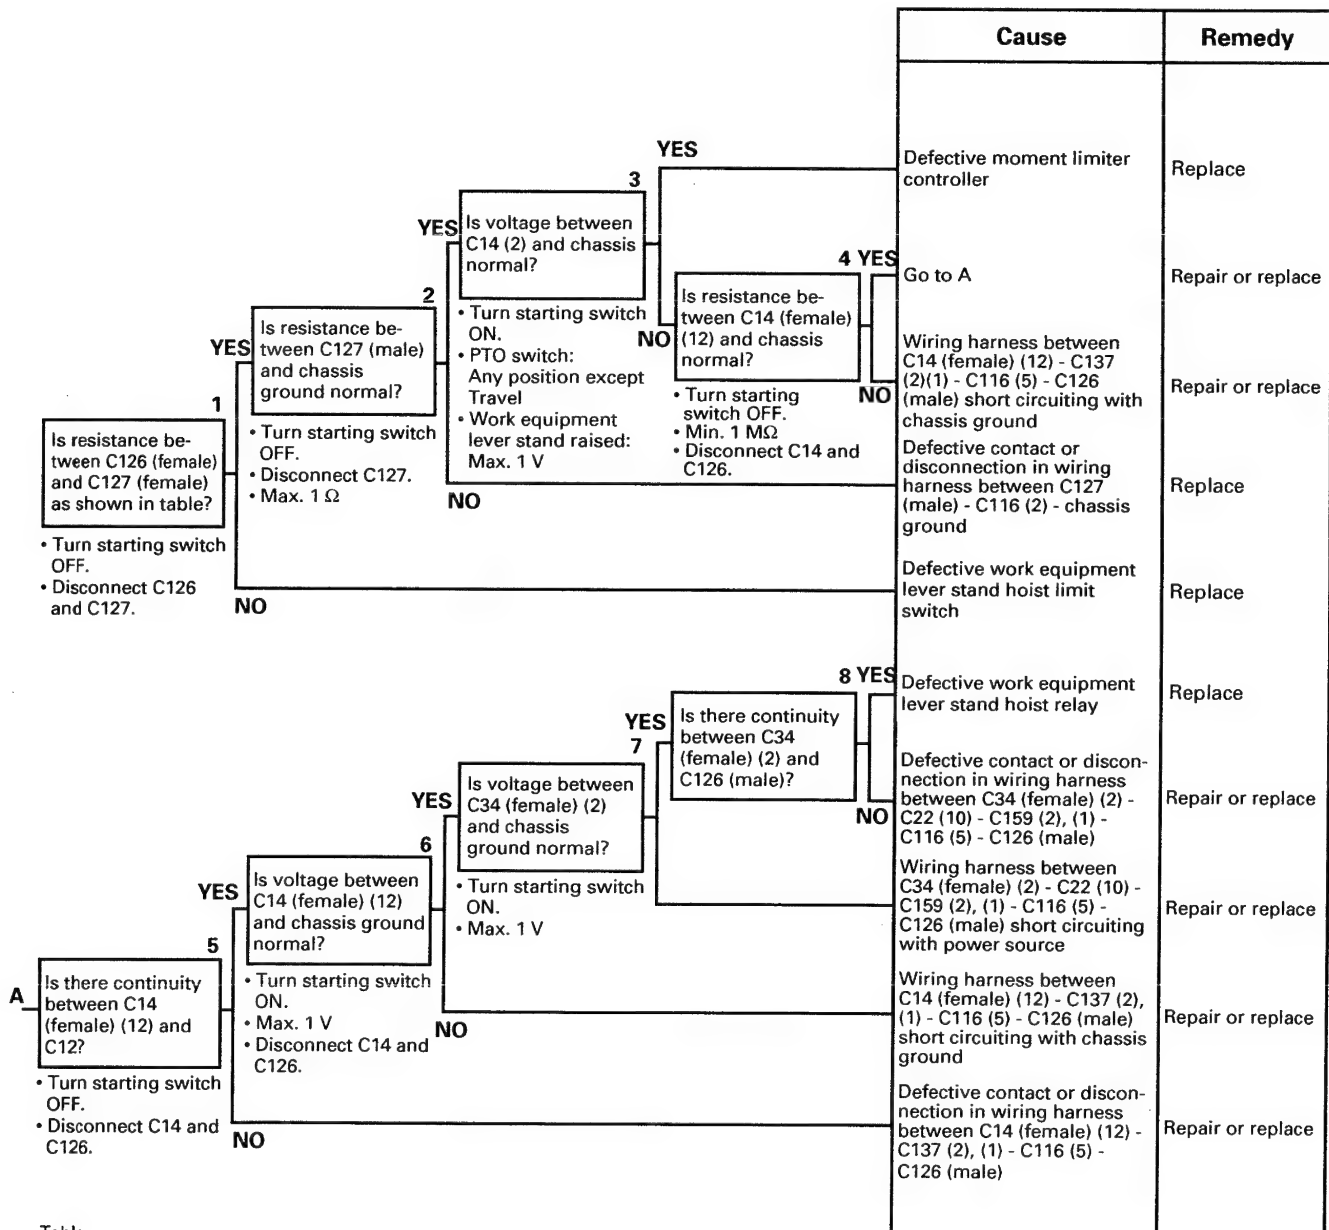 Cause
Remedy
YES
Defective moment limiter
controller
Replace
3
YES
Is voltage between
C14 (2) and chassis
normal?
• Turn starting switch
ON.
• PTO switch:
Any position except
Travel
• Work equipment
lever stand raised:
Max. 1 V
4 YES
Go to A
Repair or replace
NO
Is resistance be-
tween C14 (female)
(12) and chassis
normal?
• Turn starting
switch OFF.
• Min. 1 MΩ
• Disconnect C14 and
C126.
NO
Wiring harness between
C14 (female) (12) - C137
(2)(1) - C116 (5) - C126
(male) short circuiting with
chassis ground
Repair or replace
2
YES
Is resistance be-
tween C127 (male)
and chassis
ground normal?
• Turn starting switch
OFF.
• Disconnect C127.
• Max. 1 Ω
NO
Defective contact or
disconnection in wiring
harness between C127
(male) - C116 (2) - chassis
ground
Replace
1
Is resistance be-
tween C126 (female)
and C127 (female)
as shown in table?
• Turn starting switch
OFF.
• Disconnect C126
and C127.
NO
Defective work equipment
lever stand hoist limit
switch
Replace
8 YES
Defective work equipment
lever stand hoist relay
Replace
YES
Is there continuity
between C34
(female) (2) and
C126 (male)?
NO
Defective contact or discon-
nection in wiring harness
between C34 (female) (2) -
C22 (10) - C159 (2), (1) -
C116 (5) - C126 (male)
Repair or replace
7
YES
Is voltage between
C34 (female) (2)
and chassis
ground normal?
• Turn starting switch
ON.
• Max. 1 V
Wiring harness between
C34 (female) (2) - C22 (10) -
C159 (2), (1) - C116 (5) -
C126 (male) short circuiting
with power source
Repair or replace
6
YES
Is voltage between
C14 (female) (12)
and chassis ground
normal?
• Turn starting switch
ON.
• Max. 1 V
• Disconnect C14 and
C126.
NO
Wiring harness between
C14 (female) (12) - C137 (2),
(1) - C116 (5) - C126 (male)
short circuiting with chassis
ground
Repair or replace
5
A
Is there continuity
between C14
(female) (12) and
C12?
• Turn starting switch
OFF.
• Disconnect C14 and
C126.
NO
Defective contact or discon-
nection in wiring harness
between C14 (female) (12) -
C137 (2), (1) - C116 (5) -
C126 (male)
Repair or replace
Table